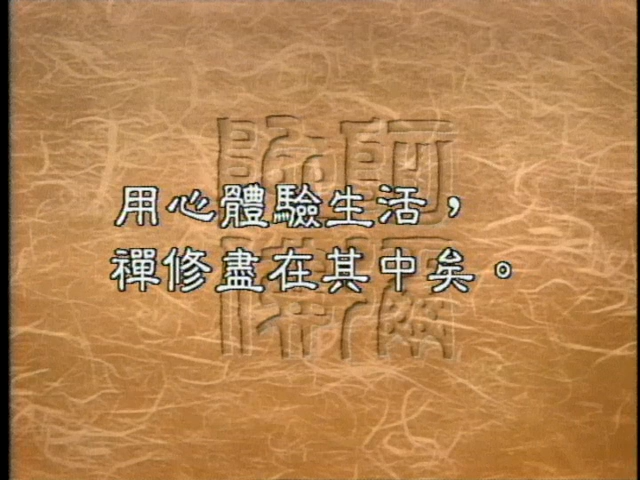 用心體驗生活，
禪修盡在其中矣。